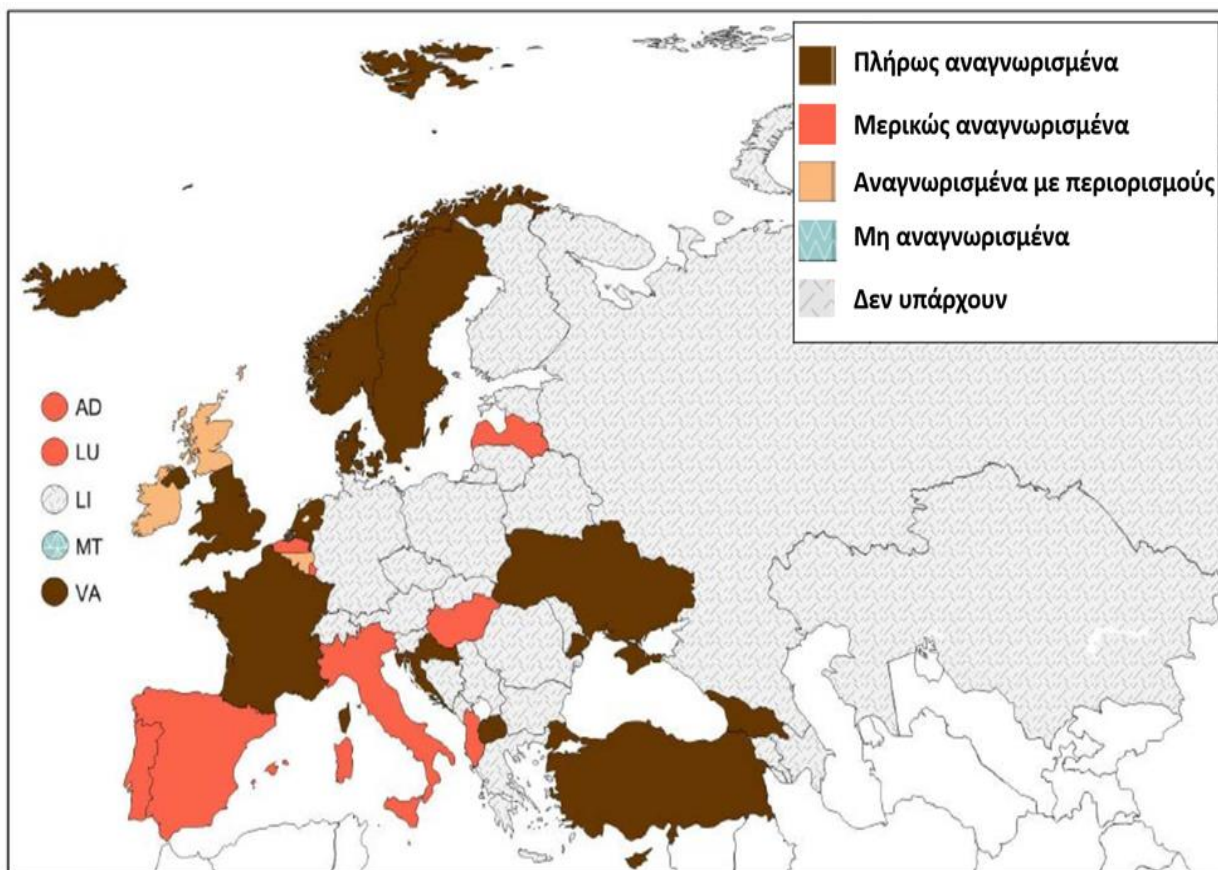 Πλήρως αναγνωρισμένα
Μερικώς αναγνωρισμένα
Αναγνωρισμένα με περιορισμούς
Μη αναγνωρισμένα
Δεν υπάρχουν
AD
LU
LI
MT
VA